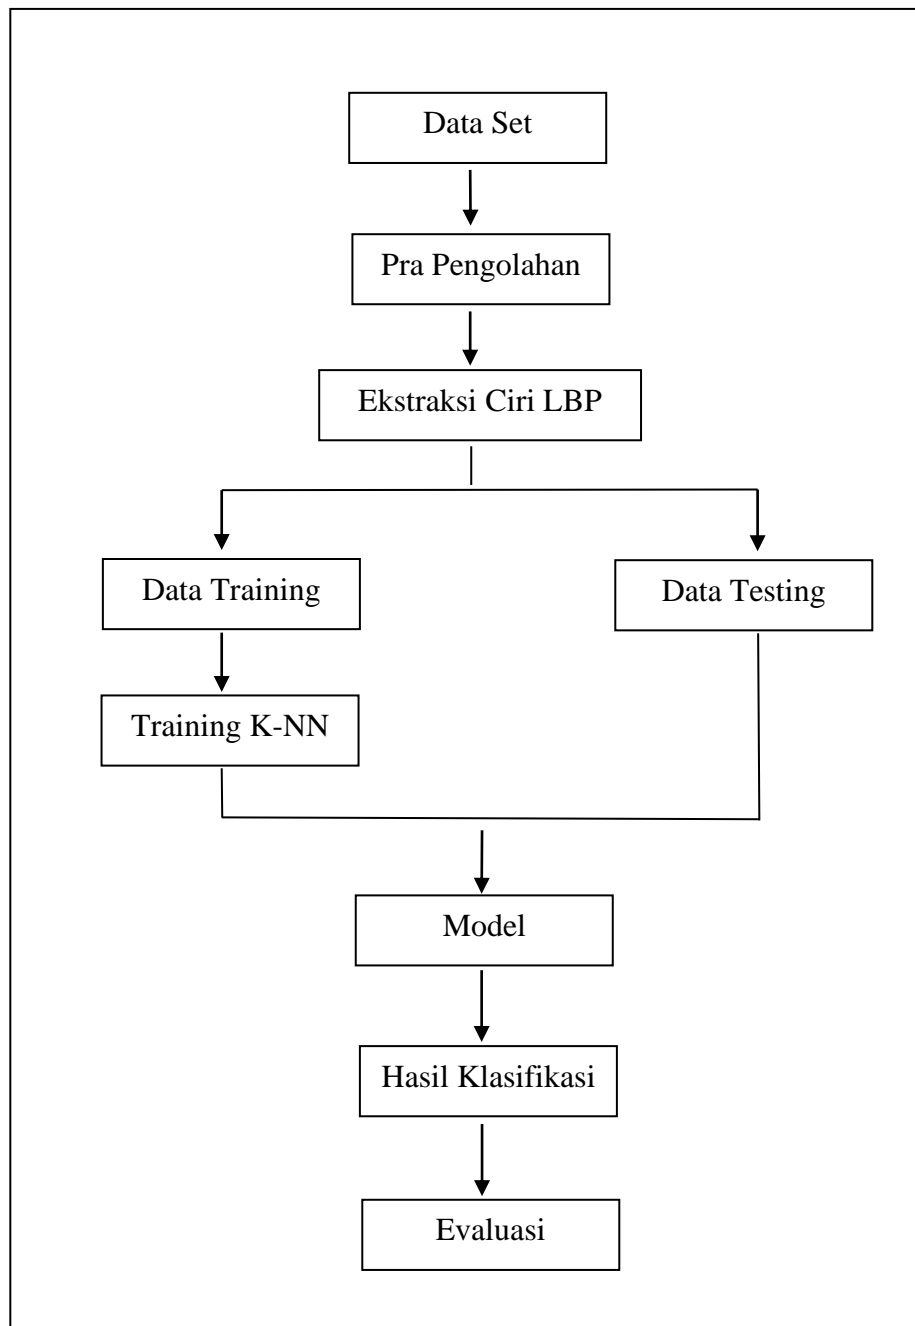 Data Set
Pra Pengolahan
Ekstraksi Ciri LBP
Data Training
Data Testing
Training K-NN
Model
Hasil Klasifikasi
Evaluasi